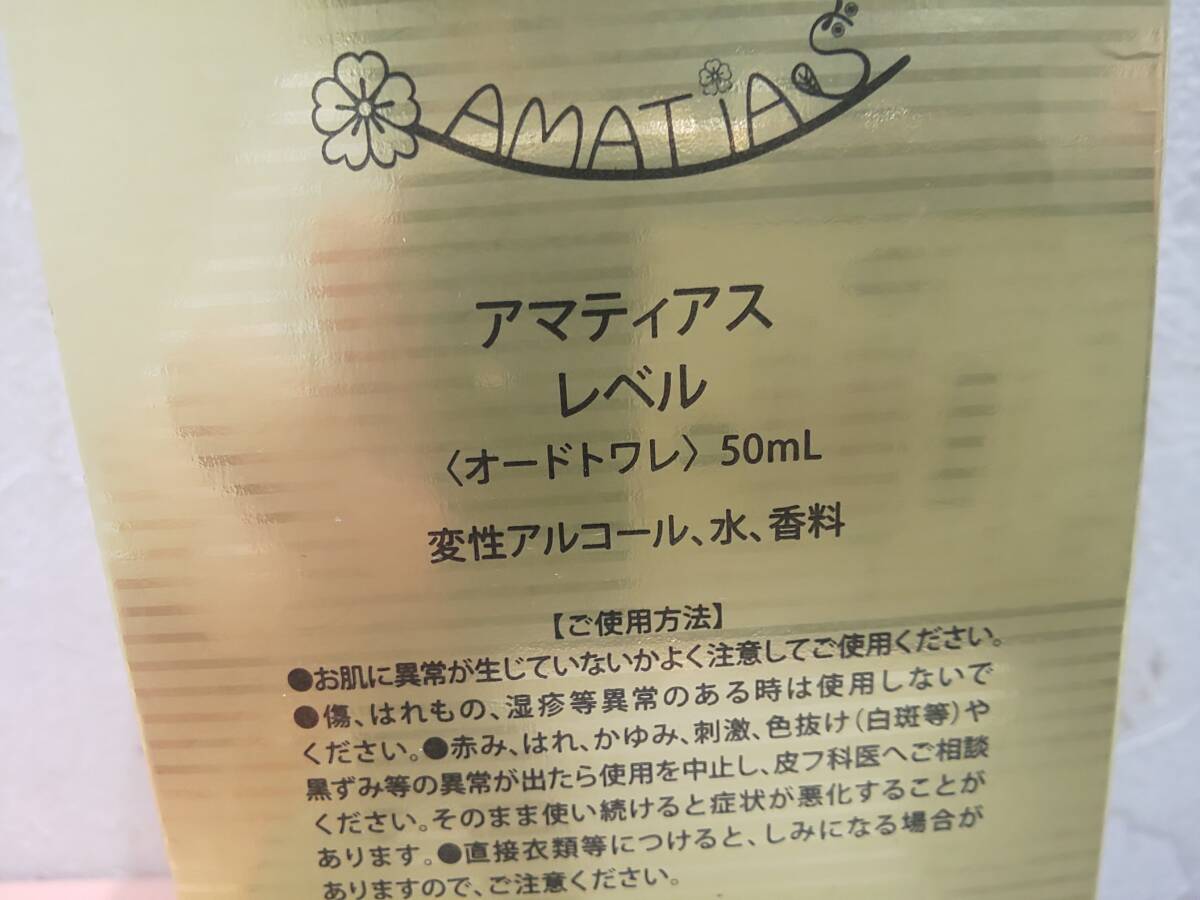 AMATiAS
アマティアス
レベル
〈オードトワレ〉50mL
変性アルコール、水、香料
【ご使用方法】
●お肌に異常が生じていないかよく注意してご使用ください。
●傷、はれもの、湿疹等異常のある時は使用しないで
ください。●赤み、はれ、かゆみ、刺激、色抜け(白斑等)や
黒ずみ等の異常が出たら使用を中止し、皮フ科医へご相談
ください。そのまま使い続けると症状が悪化することが
あります。●直接衣類等につけると、しみになる場合が
ありますので、ご注意ください。